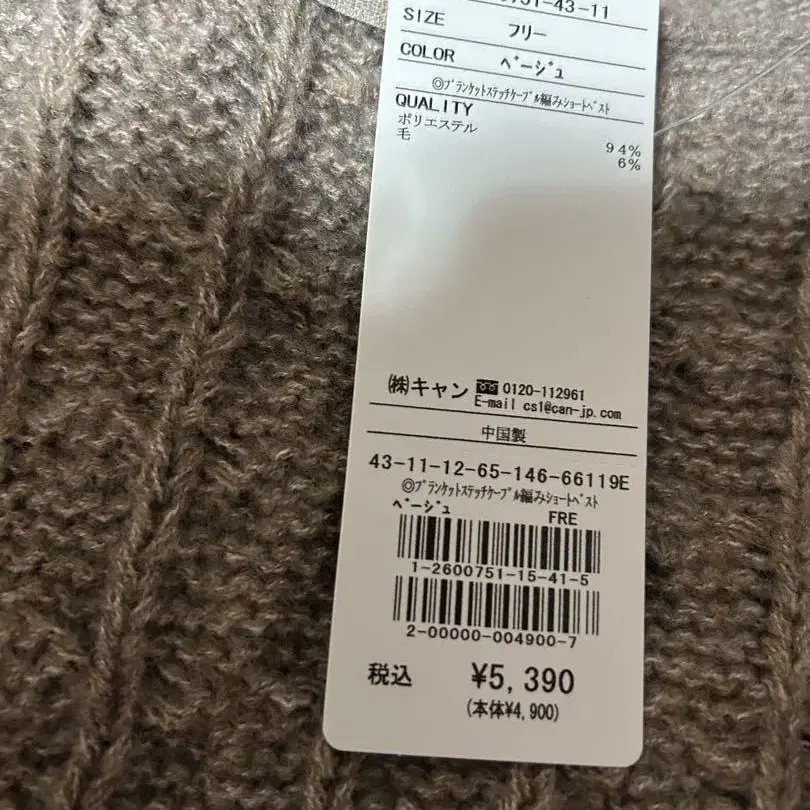 751-43-11
SIZE フリー
COLOR ベージュ
◎ブランケットステッチケーブル編みショートベスト
QUALITY
ポリエステル 94%
毛 6%
㈱キャン 0120-112961
E-mail cs1@can-jp.com
中国製
43-11-12-65-146-66119E
◎ブランケットステッチケーブル編みショートベスト
ベージュ FRE
1-2600751-15-41-5
2-00000-004900-7
税込 ¥5,390
(本体¥4,900)